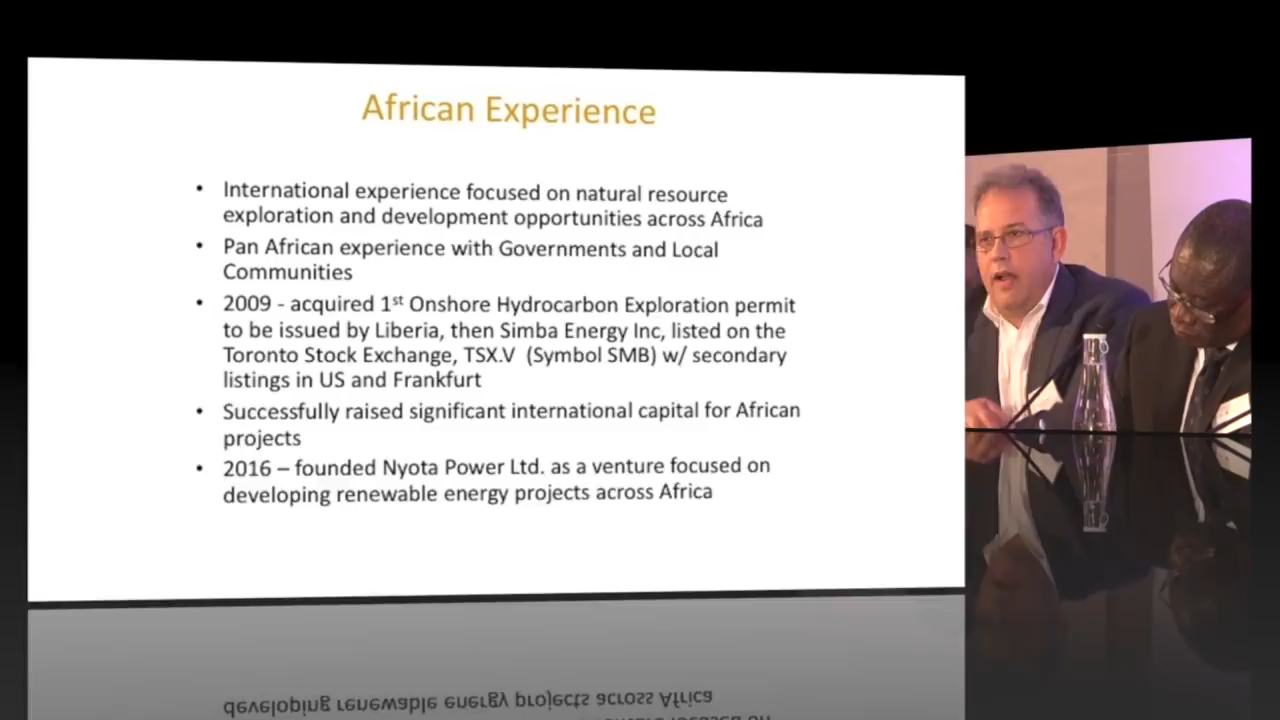 African Experience
• International experience focused on natural resource
exploration and development opportunities across Africa
• Pan African experience with Governments and Local
Communities
• 2009 - acquired 1st Onshore Hydrocarbon Exploration permit
to be issued by Liberia, then Simba Energy Inc, listed on the
Toronto Stock Exchange, TSX.V (Symbol SMB) w/ secondary
listings in US and Frankfurt
• Successfully raised significant international capital for African
projects
• 2016 – founded Nyota Power Ltd. as a venture focused on
developing renewable energy projects across Africa